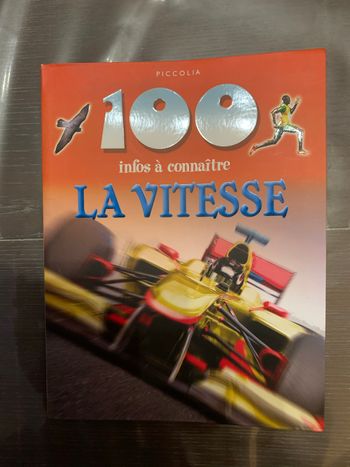 PICCOLIA
100
infos à connaître
LA VITESSE